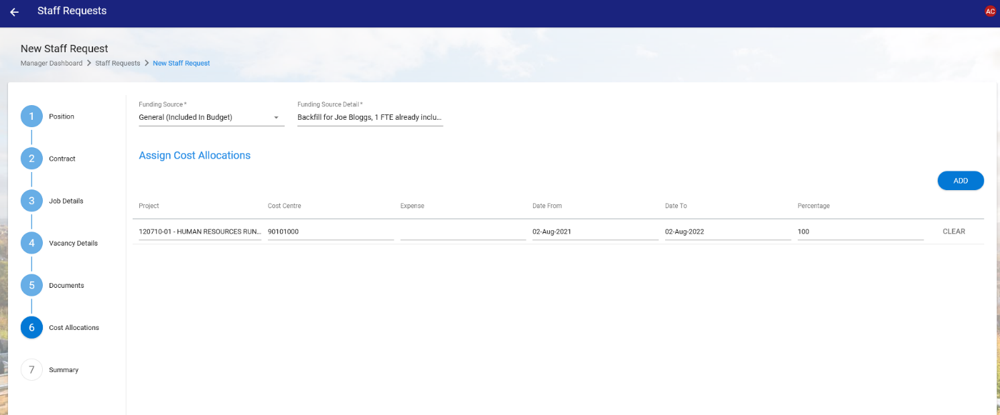 Staff Requests
AC
New Staff Request
Manager Dashboard > Staff Requests > New Staff Request
1 Position
2 Contract
3 Job Details
4 Vacancy Details
5 Documents
6 Cost Allocations
7 Summary
Funding Source * Funding Source Detail *
General (Included In Budget) Backfill for Joe Bloggs, 1 FTE already inclu...
Assign Cost Allocations
ADD
Project Cost Centre Expense Date From Date To Percentage
120710-01 - HUMAN RESOURCES RUN... 90101000 02-Aug-2021 02-Aug-2022 100 CLEAR